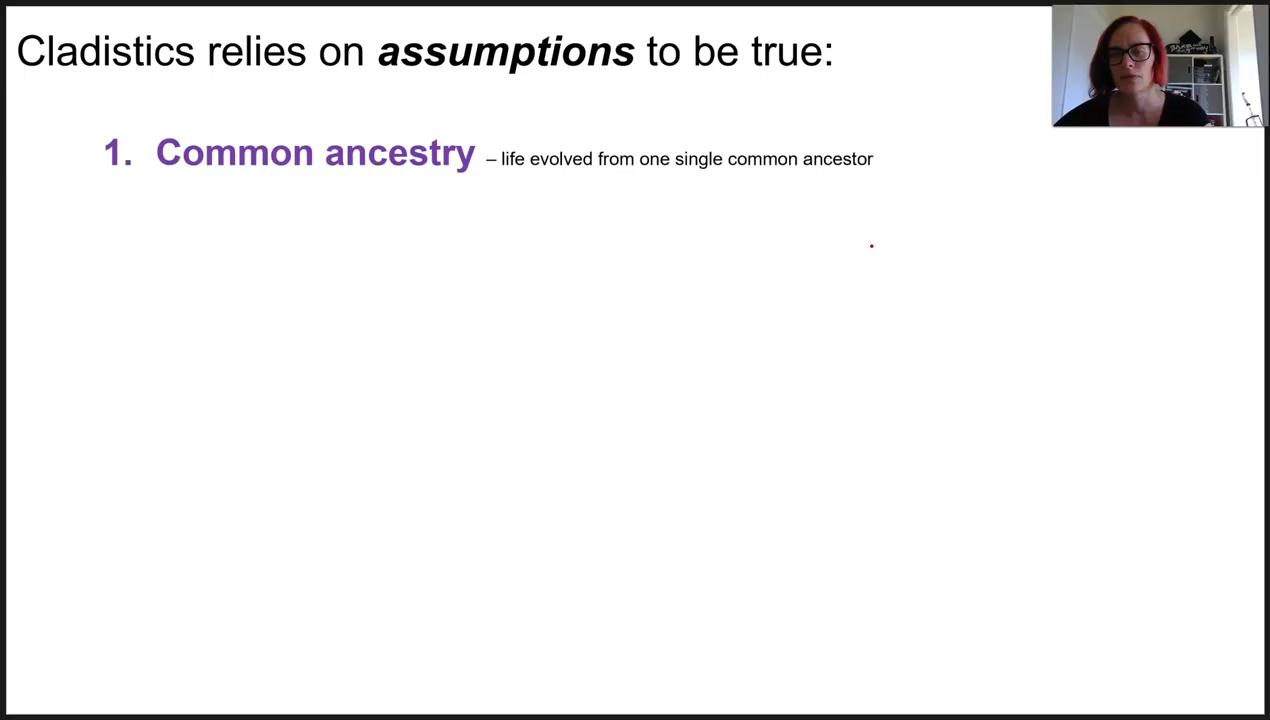 Cladistics relies on assumptions to be true:
1. Common ancestry – life evolved from one single common ancestor